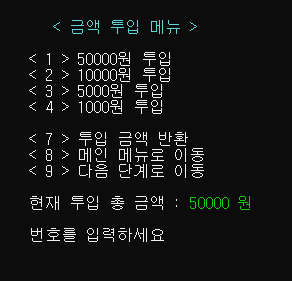 < 금액 투입 메뉴 >
< 1 > 50000원 투입
< 2 > 10000원 투입
< 3 > 5000원 투입
< 4 > 1000원 투입
< 7 > 투입 금액 반환
< 8 > 메인 메뉴로 이동
< 9 > 다음 단계로 이동
현재 투입 총 금액 : 50000 원
번호를 입력하세요